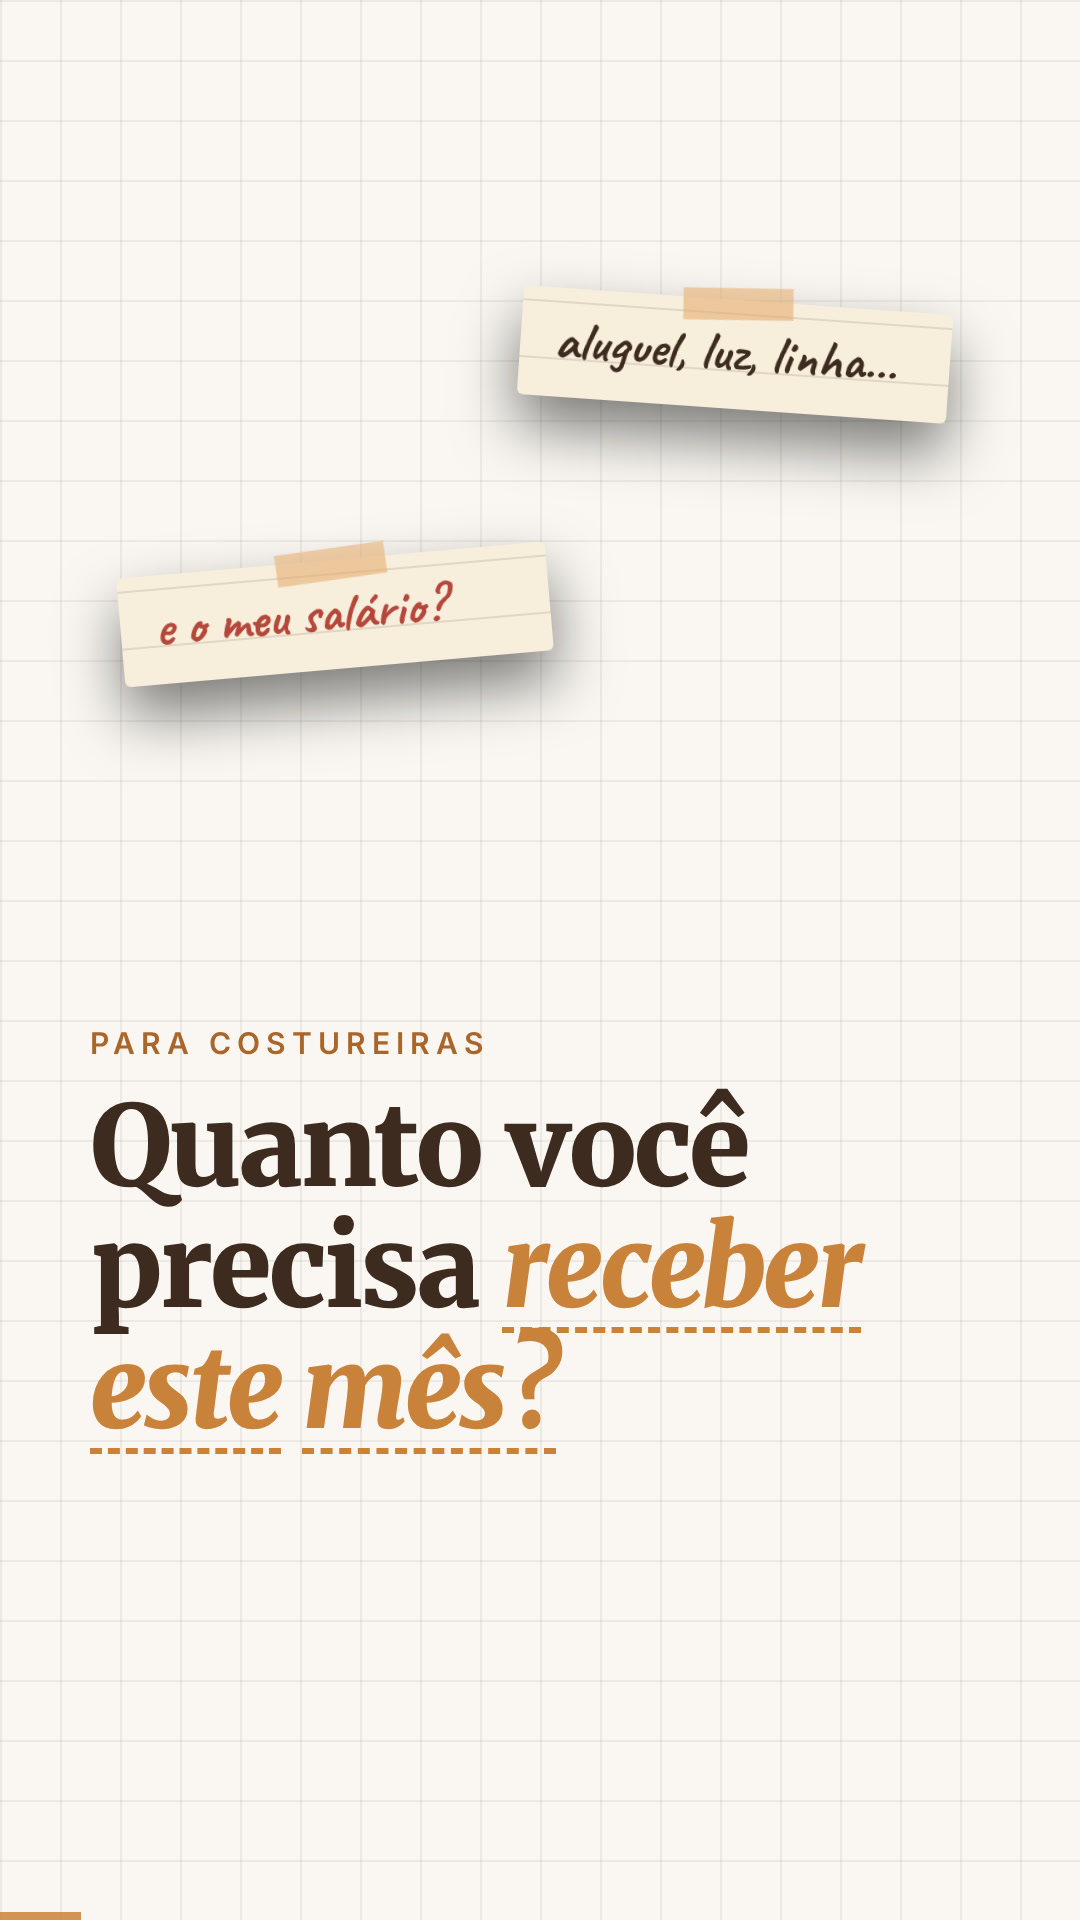 aluguel, luz, linha...
e o meu salário?
PARA COSTUREIRAS
Quanto você
precisa receber
este mês?